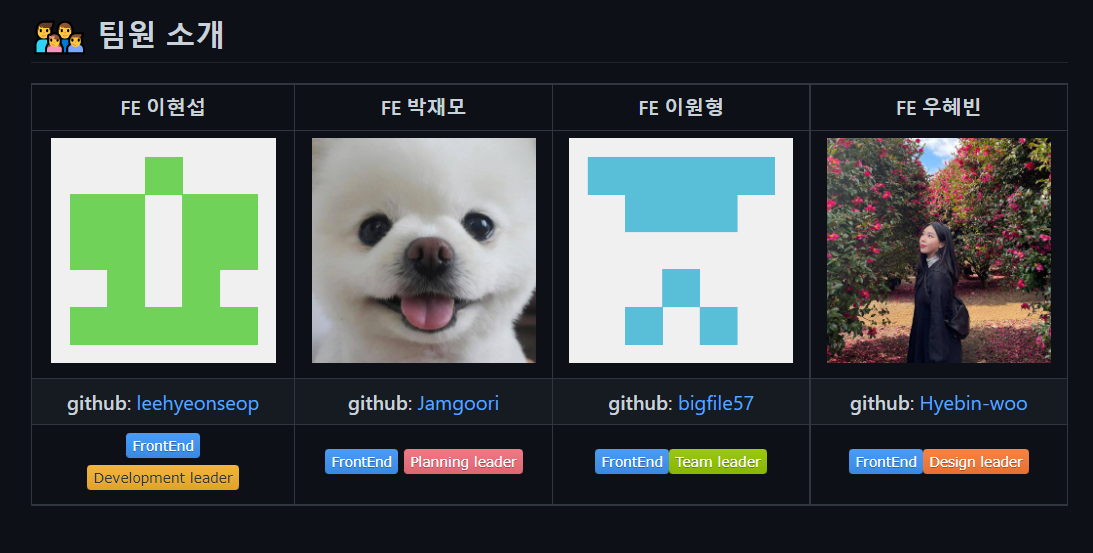 👨‍👩‍👧‍👦 팀원 소개
FE 이현섭 FE 박재모 FE 이원형 FE 우혜빈
github: leehyeonseop github: Jamgoori github: bigfile57 github: Hyebin-woo
FrontEnd
Development leader FrontEnd Planning leader FrontEnd Team leader FrontEnd Design leader